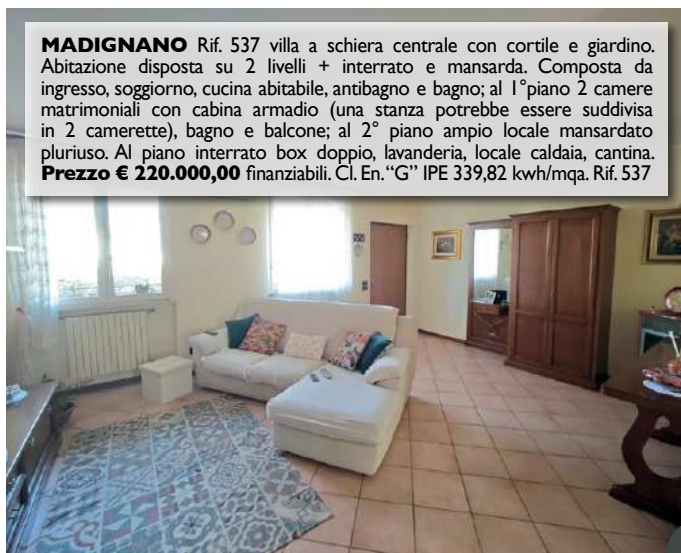 MADIGNANO Rif. 537 villa a schiera centrale con cortile e giardino.
Abitazione disposta su 2 livelli + interrato e mansarda. Composta da
ingresso, soggiorno, cucina abitabile, antibagno e bagno; al 1°piano 2 camere
matrimoniali con cabina armadio (una stanza potrebbe essere suddivisa
in 2 camerette), bagno e balcone; al 2° piano ampio locale mansardato
pluriuso. Al piano interrato box doppio, lavanderia, locale caldaia, cantina.
Prezzo € 220.000,00 finanziabili. Cl. En. “G” IPE 339,82 kwh/mqa. Rif. 537